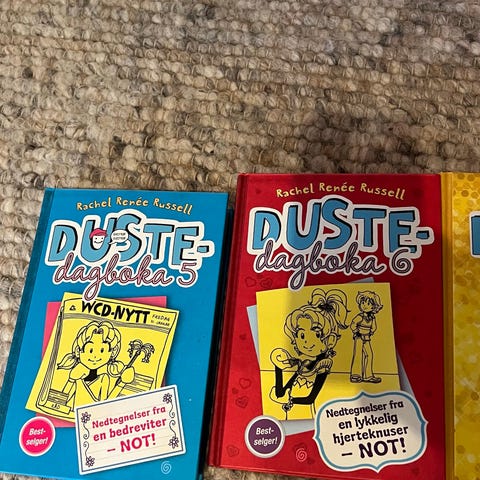 Rachel Renée Russell
DUSTE-
dagboka 5
WCD-NYTT
Nedtegnelser fra
en bedreviter
– NOT!
Best-
selger!
Rachel Renée Russell
DUSTE-
dagboka 6
Nedtegnelser fra
en lykkelig
hjerteknuser
– NOT!
Best-
selger!